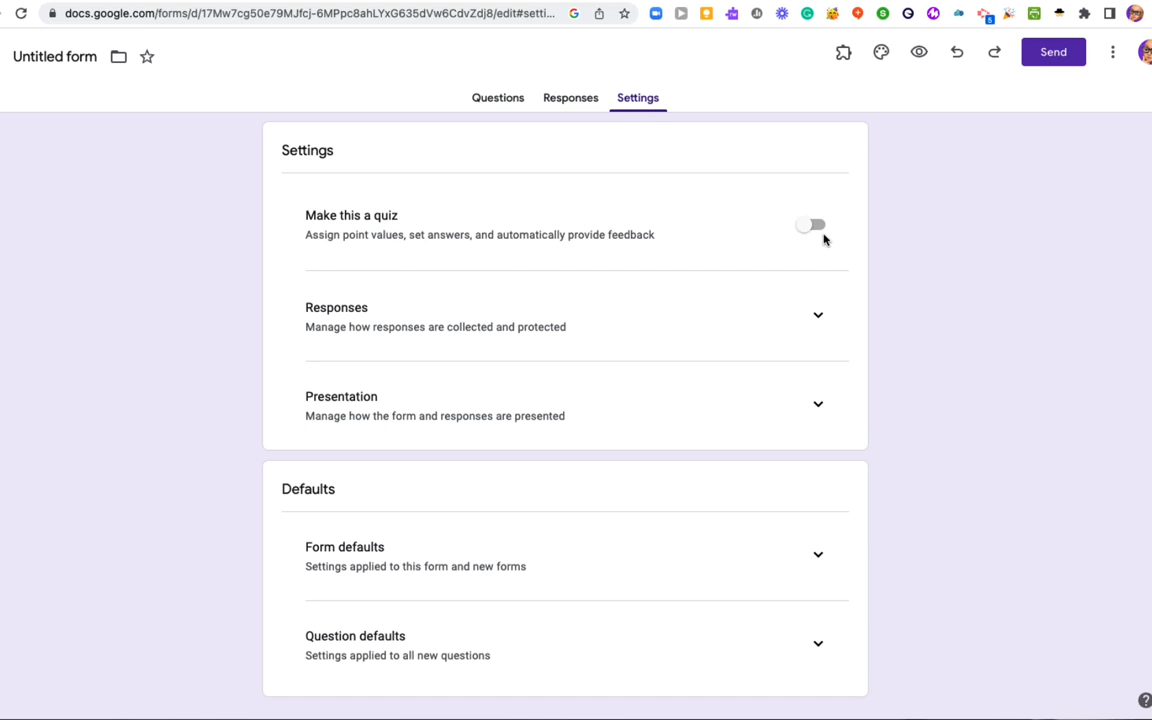 docs.google.com/forms/d/17Mw7cg50e79MJfcj-6MPpc8ahLYxG635dVw6CdvZdj8/edit#setti...
Untitled form
Send
Questions Responses Settings
Settings
Make this a quiz
Assign point values, set answers, and automatically provide feedback
Responses
Manage how responses are collected and protected
Presentation
Manage how the form and responses are presented
Defaults
Form defaults
Settings applied to this form and new forms
Question defaults
Settings applied to all new questions